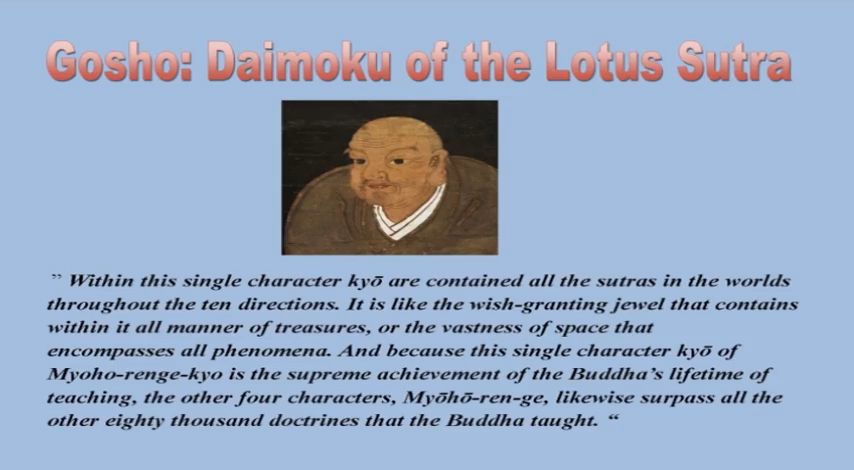 Gosho: Daimoku of the Lotus Sutra
” Within this single character kyō are contained all the sutras in the worlds
throughout the ten directions. It is like the wish-granting jewel that contains
within it all manner of treasures, or the vastness of space that
encompasses all phenomena. And because this single character kyō of
Myoho-renge-kyo is the supreme achievement of the Buddha’s lifetime of
teaching, the other four characters, Myōhō-ren-ge, likewise surpass all the
other eighty thousand doctrines that the Buddha taught. “